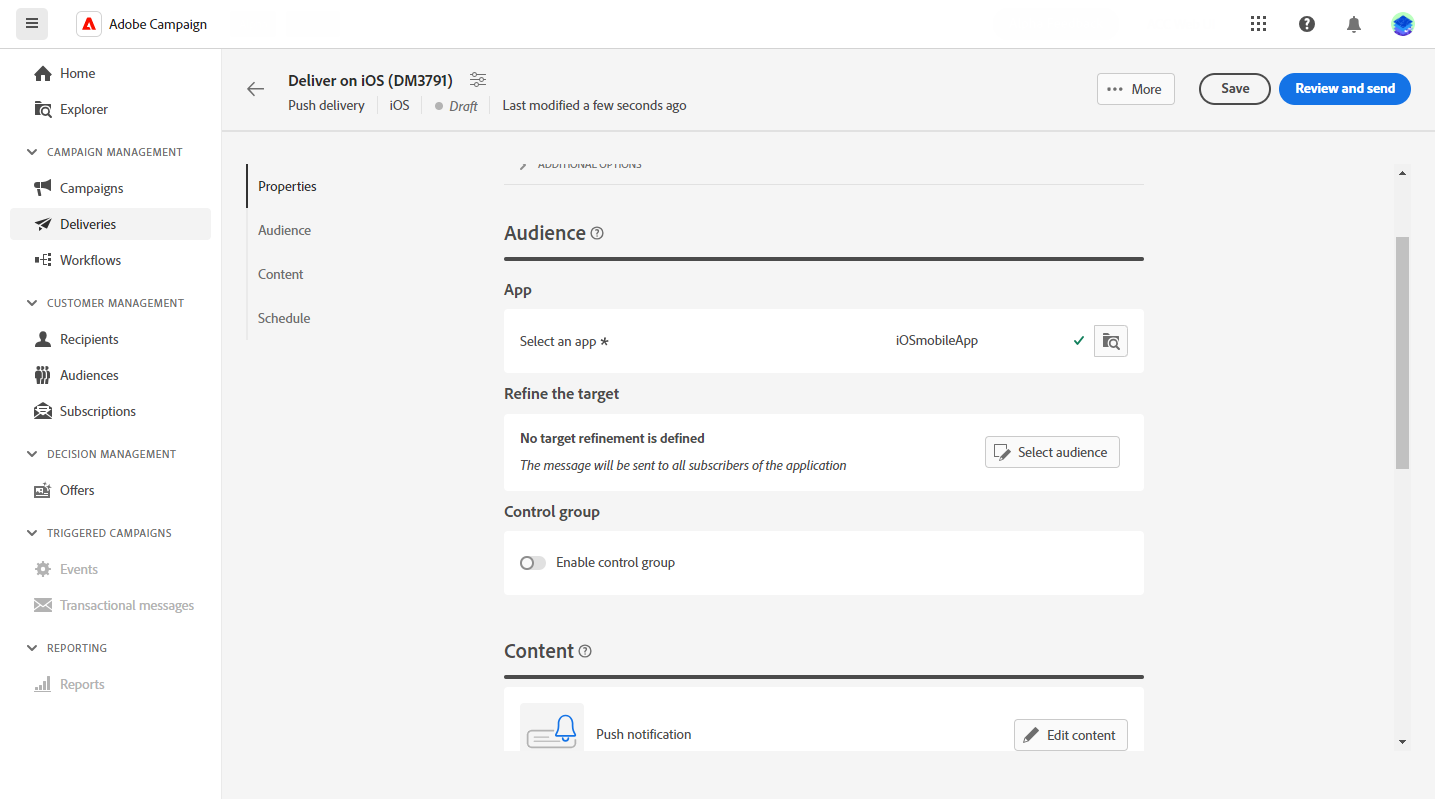 Adobe Campaign
Home
Explorer
CAMPAIGN MANAGEMENT
Campaigns
Deliveries
Workflows
CUSTOMER MANAGEMENT
Recipients
Audiences
Subscriptions
DECISION MANAGEMENT
Offers
TRIGGERED CAMPAIGNS
Events
Transactional messages
REPORTING
Reports
Deliver on iOS (DM3791)
Push delivery iOS Draft Last modified a few seconds ago
More
Save
Review and send
Properties
Audience
Content
Schedule
ADDITIONAL OPTIONS
Audience
App
Select an app * iOSmobileApp
Refine the target
No target refinement is defined
The message will be sent to all subscribers of the application
Select audience
Control group
Enable control group
Content
Push notification
Edit content